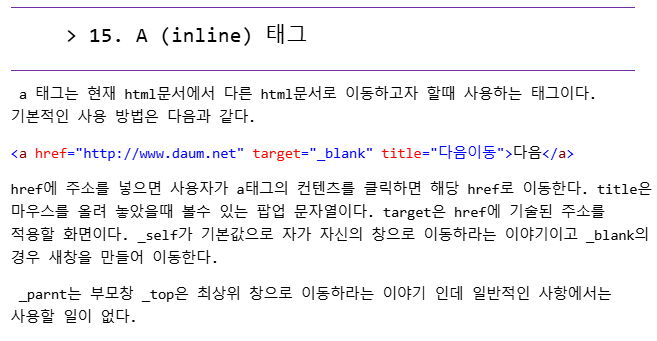 > 15. A (inline) 태그
a 태그는 현재 html문서에서 다른 html문서로 이동하고자 할때 사용하는 태그이다.
기본적인 사용 방법은 다음과 같다.
<a href="http://www.daum.net" target="_blank" title="다음이동">다음</a>
href에 주소를 넣으면 사용자가 a태그의 컨텐츠를 클릭하면 해당 href로 이동한다. title은
마우스를 올려 놓았을때 볼수 있는 팝업 문자열이다. target은 href에 기술된 주소를
적용할 화면이다. _self가 기본값으로 자가 자신의 창으로 이동하라는 이야기이고 _blank의
경우 새창을 만들어 이동한다.
_parnt는 부모창 _top은 최상위 창으로 이동하라는 이야기 인데 일반적인 사항에서는
사용할 일이 없다.